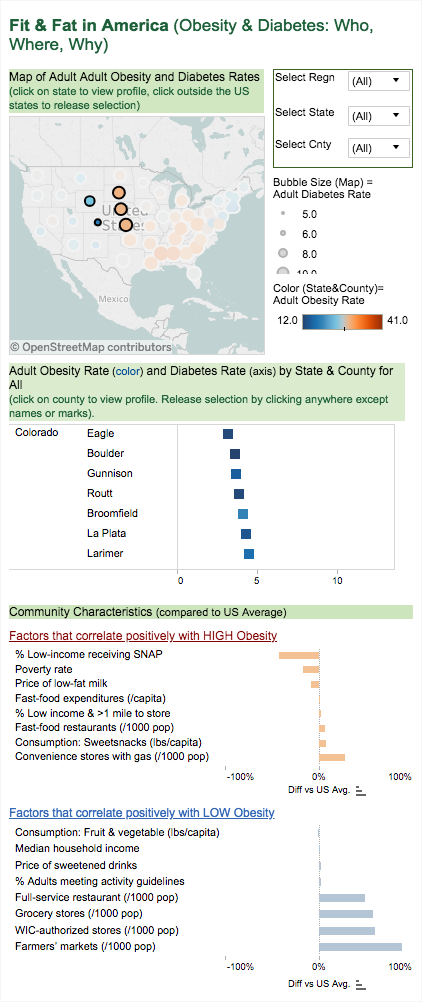 Fit & Fat in America (Obesity & Diabetes: Who,
Where, Why)
Map of Adult Adult Obesity and Diabetes Rates
(click on state to view profile, click outside the US
states to release selection)
Select Regn
(All)
Select State
(All)
Select Cnty
(All)
United
States
Mexico
© OpenStreetMap contributors
Bubble Size (Map) =
Adult Diabetes Rate
5.0
6.0
8.0
10.0
Color (State&County)=
Adult Obesity Rate
12.0
41.0
Adult Obesity Rate (color) and Diabetes Rate (axis) by State & County for
All
(click on county to view profile. Release selection by clicking anywhere except
names or marks).
Colorado
Eagle
Boulder
Gunnison
Routt
Broomfield
La Plata
Larimer
0 5 10
Community Characteristics (compared to US Average)
Factors that correlate positively with HIGH Obesity
% Low-income receiving SNAP
Poverty rate
Price of low-fat milk
Fast-food expenditures (/capita)
% Low income & >1 mile to store
Fast-food restaurants (/1000 pop)
Consumption: Sweetsnacks (lbs/capita)
Convenience stores with gas (/1000 pop)
-100% 0% 100%
Diff vs US Avg.
Factors that correlate positively with LOW Obesity
Consumption: Fruit & vegetable (lbs/capita)
Median household income
Price of sweetened drinks
% Adults meeting activity guidelines
Full-service restaurant (/1000 pop)
Grocery stores (/1000 pop)
WIC-authorized stores (/1000 pop)
Farmers' markets (/1000 pop)
-100% 0% 100%
Diff vs US Avg.